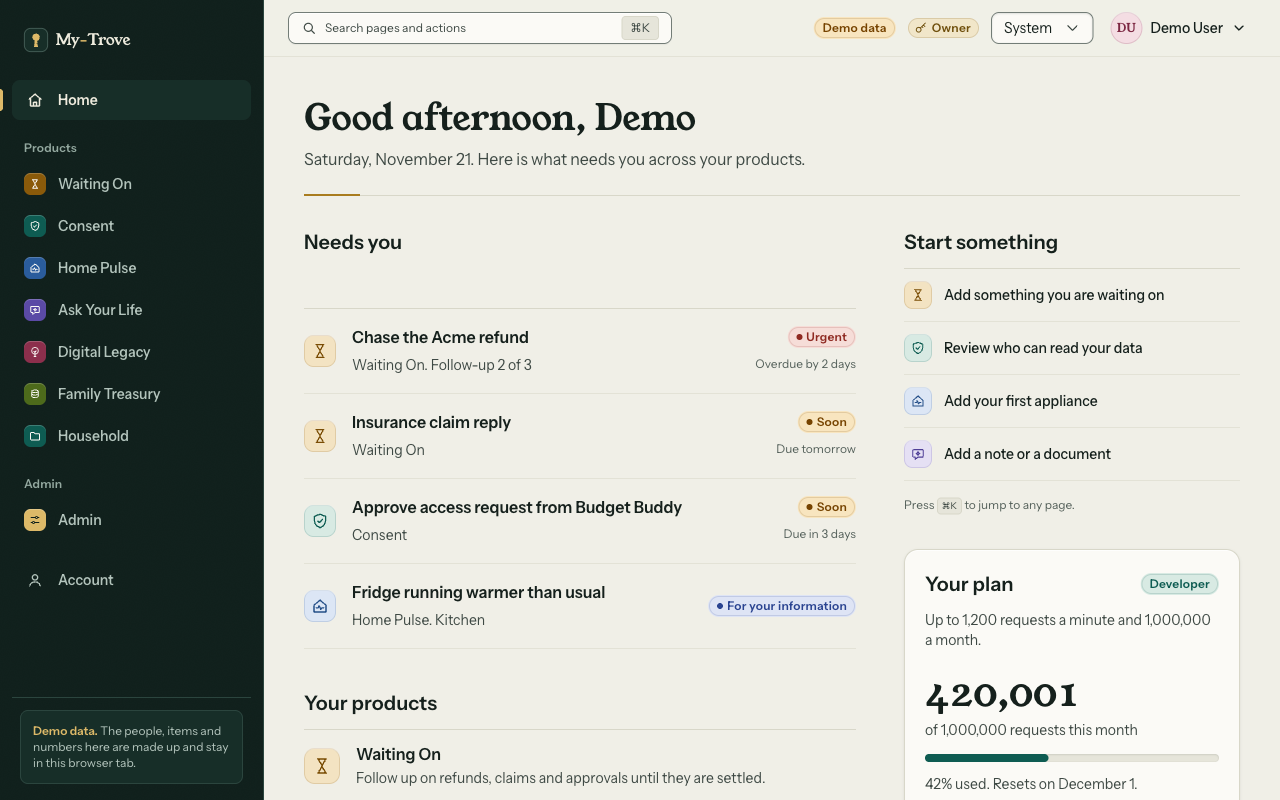 My-Trove
Home
Products
Waiting On
Consent
Home Pulse
Ask Your Life
Digital Legacy
Family Treasury
Household
Admin
Admin
Account
Demo data. The people, items and
numbers here are made up and stay
in this browser tab.
Search pages and actions
⌘K
Demo data
Owner
System
DU
Demo User
Good afternoon, Demo
Saturday, November 21. Here is what needs you across your products.
Needs you
Chase the Acme refund
Waiting On. Follow-up 2 of 3
Urgent
Overdue by 2 days
Insurance claim reply
Waiting On
Soon
Due tomorrow
Approve access request from Budget Buddy
Consent
Soon
Due in 3 days
Fridge running warmer than usual
Home Pulse. Kitchen
For your information
Your products
Waiting On
Follow up on refunds, claims and approvals until they are settled.
Start something
Add something you are waiting on
Review who can read your data
Add your first appliance
Add a note or a document
Press ⌘K to jump to any page.
Your plan
Developer
Up to 1,200 requests a minute and 1,000,000
a month.
420,001
of 1,000,000 requests this month
42% used. Resets on December 1.